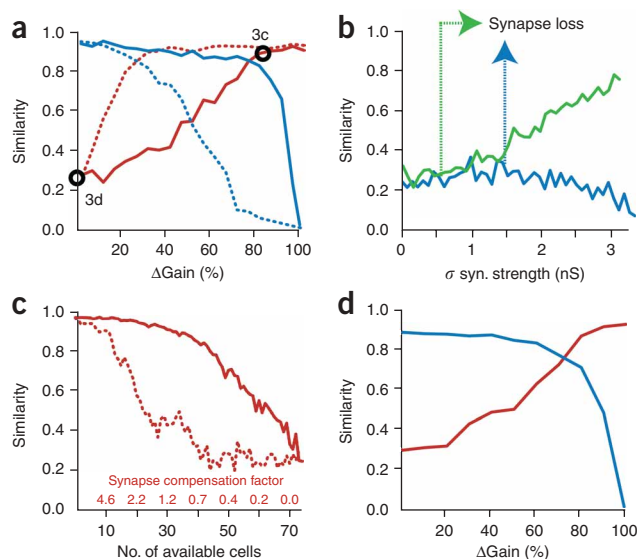 a
3c
1.0
0.8
0.6
0.4
0.2
0.0
Similarity
3d
20 40 60 80 100
ΔGain (%)
b
Synapse loss
1.0
0.8
0.6
0.4
0.2
0.0
Similarity
0 1 2 3
σ syn. strength (nS)
c
1.0
0.8
0.6
0.4
0.2
0.0
Similarity
Synapse compensation factor
4.6 2.2 1.2 0.7 0.4 0.2 0.0
10 30 50 70
No. of available cells
d
1.0
0.8
0.6
0.4
0.2
Similarity
0 20 40 60 80 100
ΔGain (%)